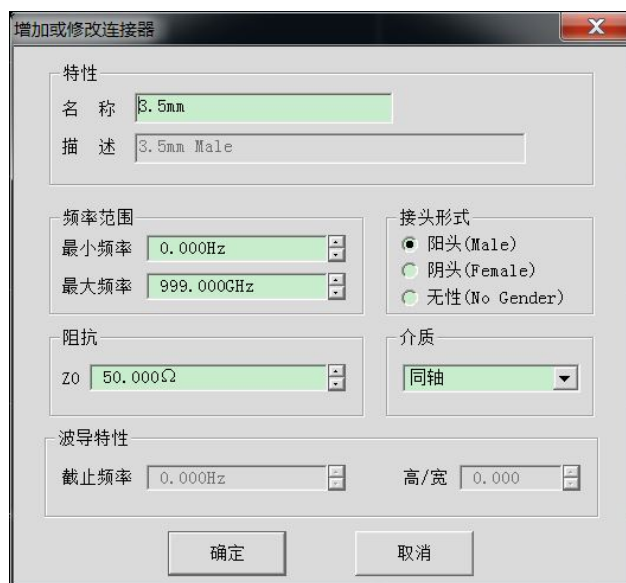 增加或修改连接器
特性
名 称 3.5mm
描 述 3.5mm Male
频率范围
最小频率 0.000Hz
最大频率 999.000GHz
接头形式
阳头(Male)
阴头(Female)
无性(No Gender)
阻抗
Z0 50.000Ω
介质
同轴
波导特性
截止频率 0.000Hz 高/宽 0.000
确定 取消